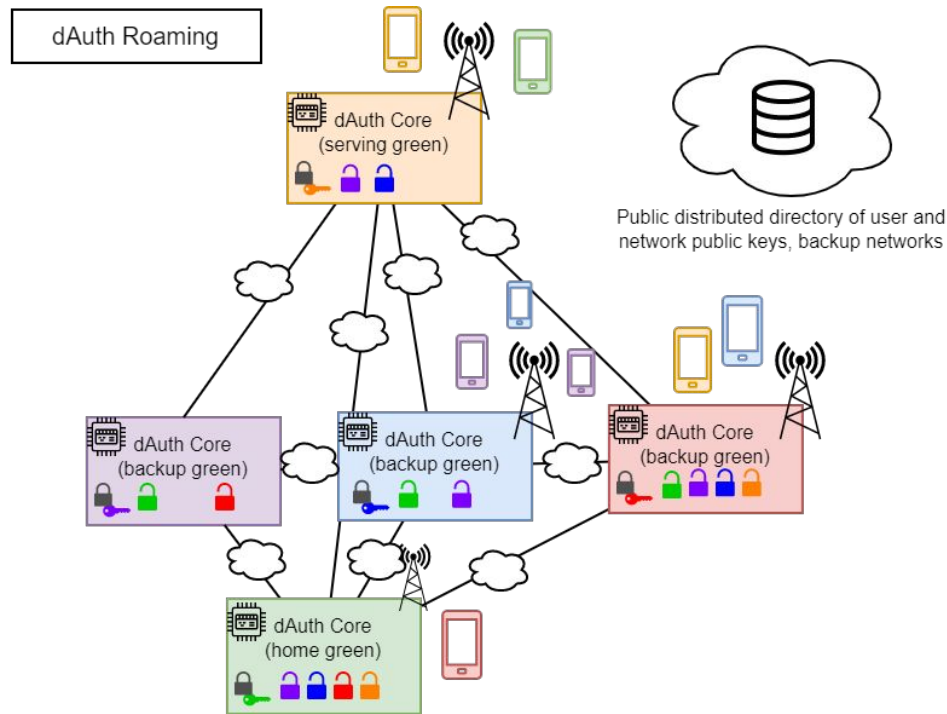 dAuth Roaming
dAuth Core
(serving green)
Public distributed directory of user and
network public keys, backup networks
dAuth Core
(backup green)
dAuth Core
(backup green)
dAuth Core
(backup green)
dAuth Core
(home green)